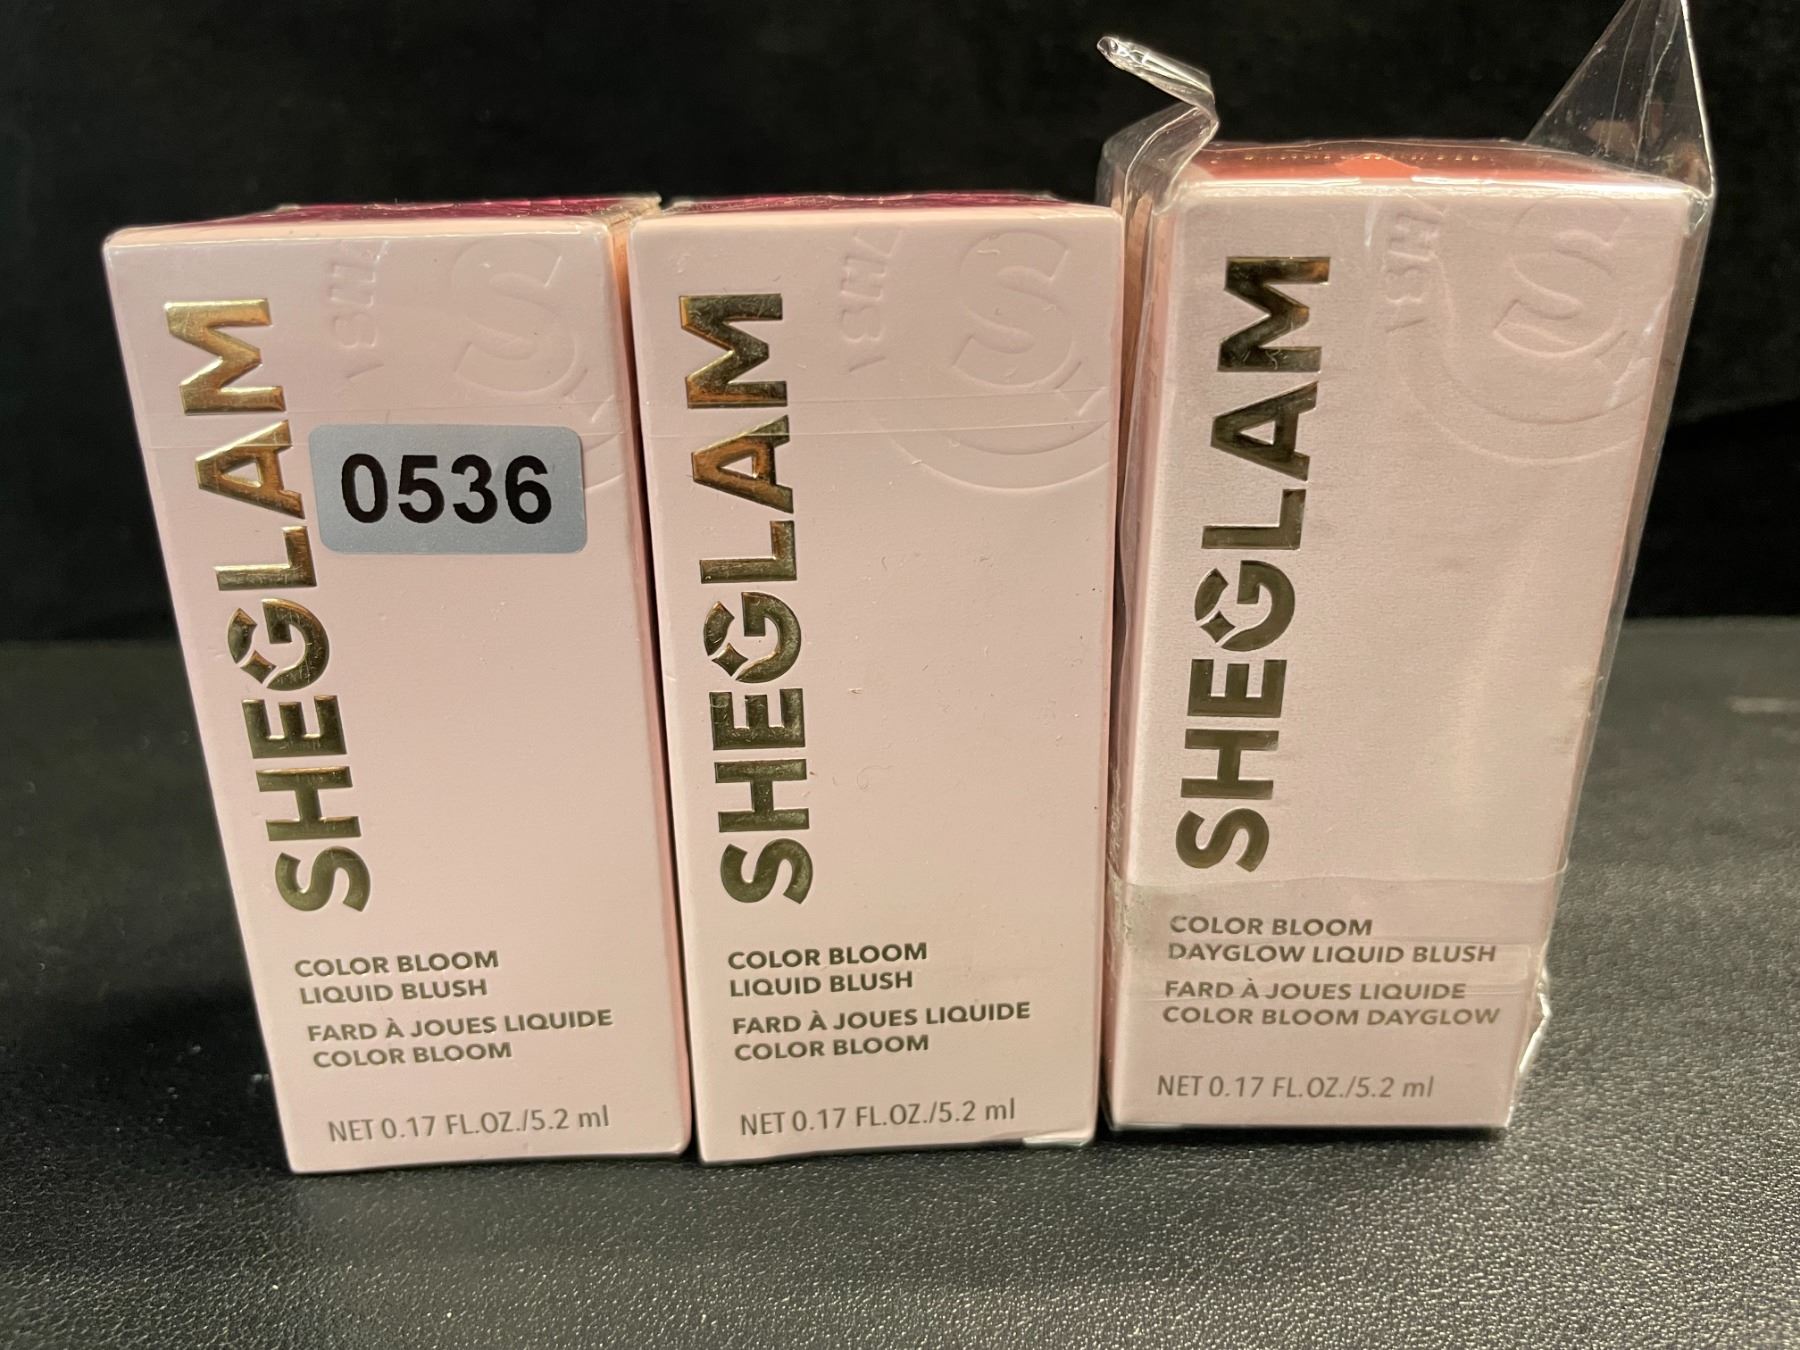 SHEGLAM
0536
COLOR BLOOM
LIQUID BLUSH
FARD À JOUES LIQUIDE
COLOR BLOOM
NET 0.17 FL.OZ./5.2 ml
SHEGLAM
COLOR BLOOM
LIQUID BLUSH
FARD À JOUES LIQUIDE
COLOR BLOOM
NET 0.17 FL.OZ./5.2 ml
SHEGLAM
COLOR BLOOM
DAYGLOW LIQUID BLUSH
FARD À JOUES LIQUIDE
COLOR BLOOM DAYGLOW
NET 0.17 FL.OZ./5.2 ml